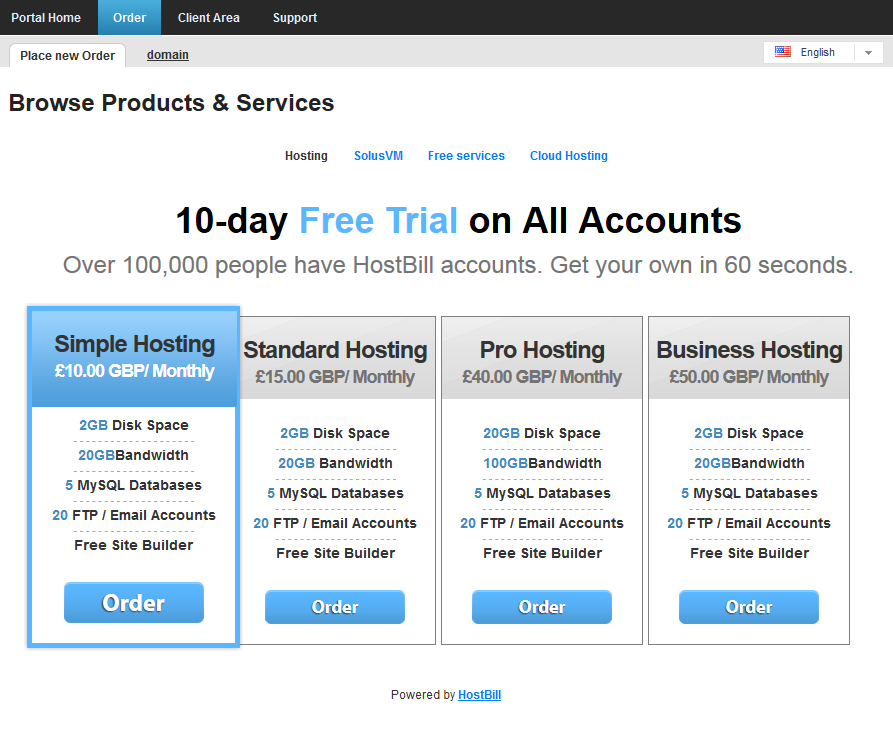 Portal Home Order Client Area Support
Place new Order domain English
Browse Products & Services
Hosting SolusVM Free services Cloud Hosting
10-day Free Trial on All Accounts
Over 100,000 people have HostBill accounts. Get your own in 60 seconds.
Simple Hosting
£10.00 GBP/ Monthly
2GB Disk Space
20GBBandwidth
5 MySQL Databases
20 FTP / Email Accounts
Free Site Builder
Order
Standard Hosting
£15.00 GBP/ Monthly
2GB Disk Space
20GB Bandwidth
5 MySQL Databases
20 FTP / Email Accounts
Free Site Builder
Order
Pro Hosting
£40.00 GBP/ Monthly
20GB Disk Space
100GBBandwidth
5 MySQL Databases
20 FTP / Email Accounts
Free Site Builder
Order
Business Hosting
£50.00 GBP/ Monthly
2GB Disk Space
20GBBandwidth
5 MySQL Databases
20 FTP / Email Accounts
Free Site Builder
Order
Powered by HostBill